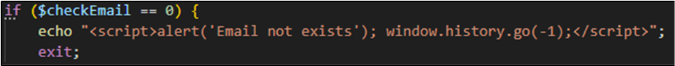 if ($checkEmail == 0) {
    echo "<script>alert('Email not exists'); window.history.go(-1);</script>";
    exit;